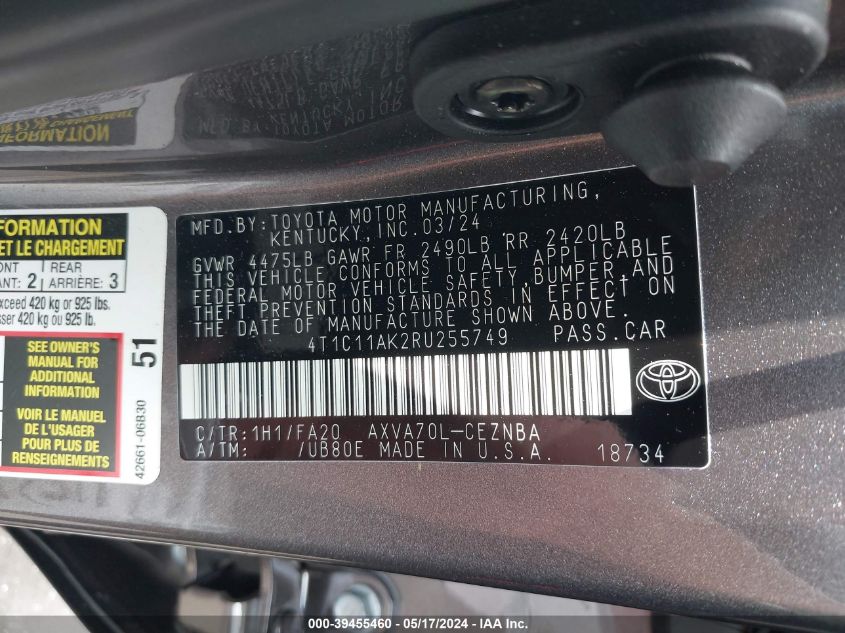 MFD.BY: TOYOTA MOTOR MANUFACTURING,
KENTUCKY, INC. 03/24
GVWR 4475LB GAWR FR 2490LB RR 2420LB
THIS VEHICLE CONFORMS TO ALL APPLICABLE
FEDERAL MOTOR VEHICLE SAFETY, BUMPER, AND
THEFT PREVENTION STANDARDS IN EFFECT ON
THE DATE OF MANUFACTURE SHOWN ABOVE.
4T1C11AK2RU255749 PASS.CAR
C/TR: 1H1/FA20 AXVA70L-CEZNBA
A/TM: /UB80E MADE IN U.S.A. 18734
FORMATION
ET LE CHARGEMENT
2 REAR
ARRIÈRE: 3
420 kg or 925 lbs.
420 kg ou 925 lb.
SEE OWNER'S
MANUAL FOR
ADDITIONAL
INFORMATION
VOIR LE MANUEL
DE L'USAGER
POUR PLUS DE
RENSEIGNEMENTS
51
42661-06B30
000-39455460 - 05/17/2024 - IAA Inc.